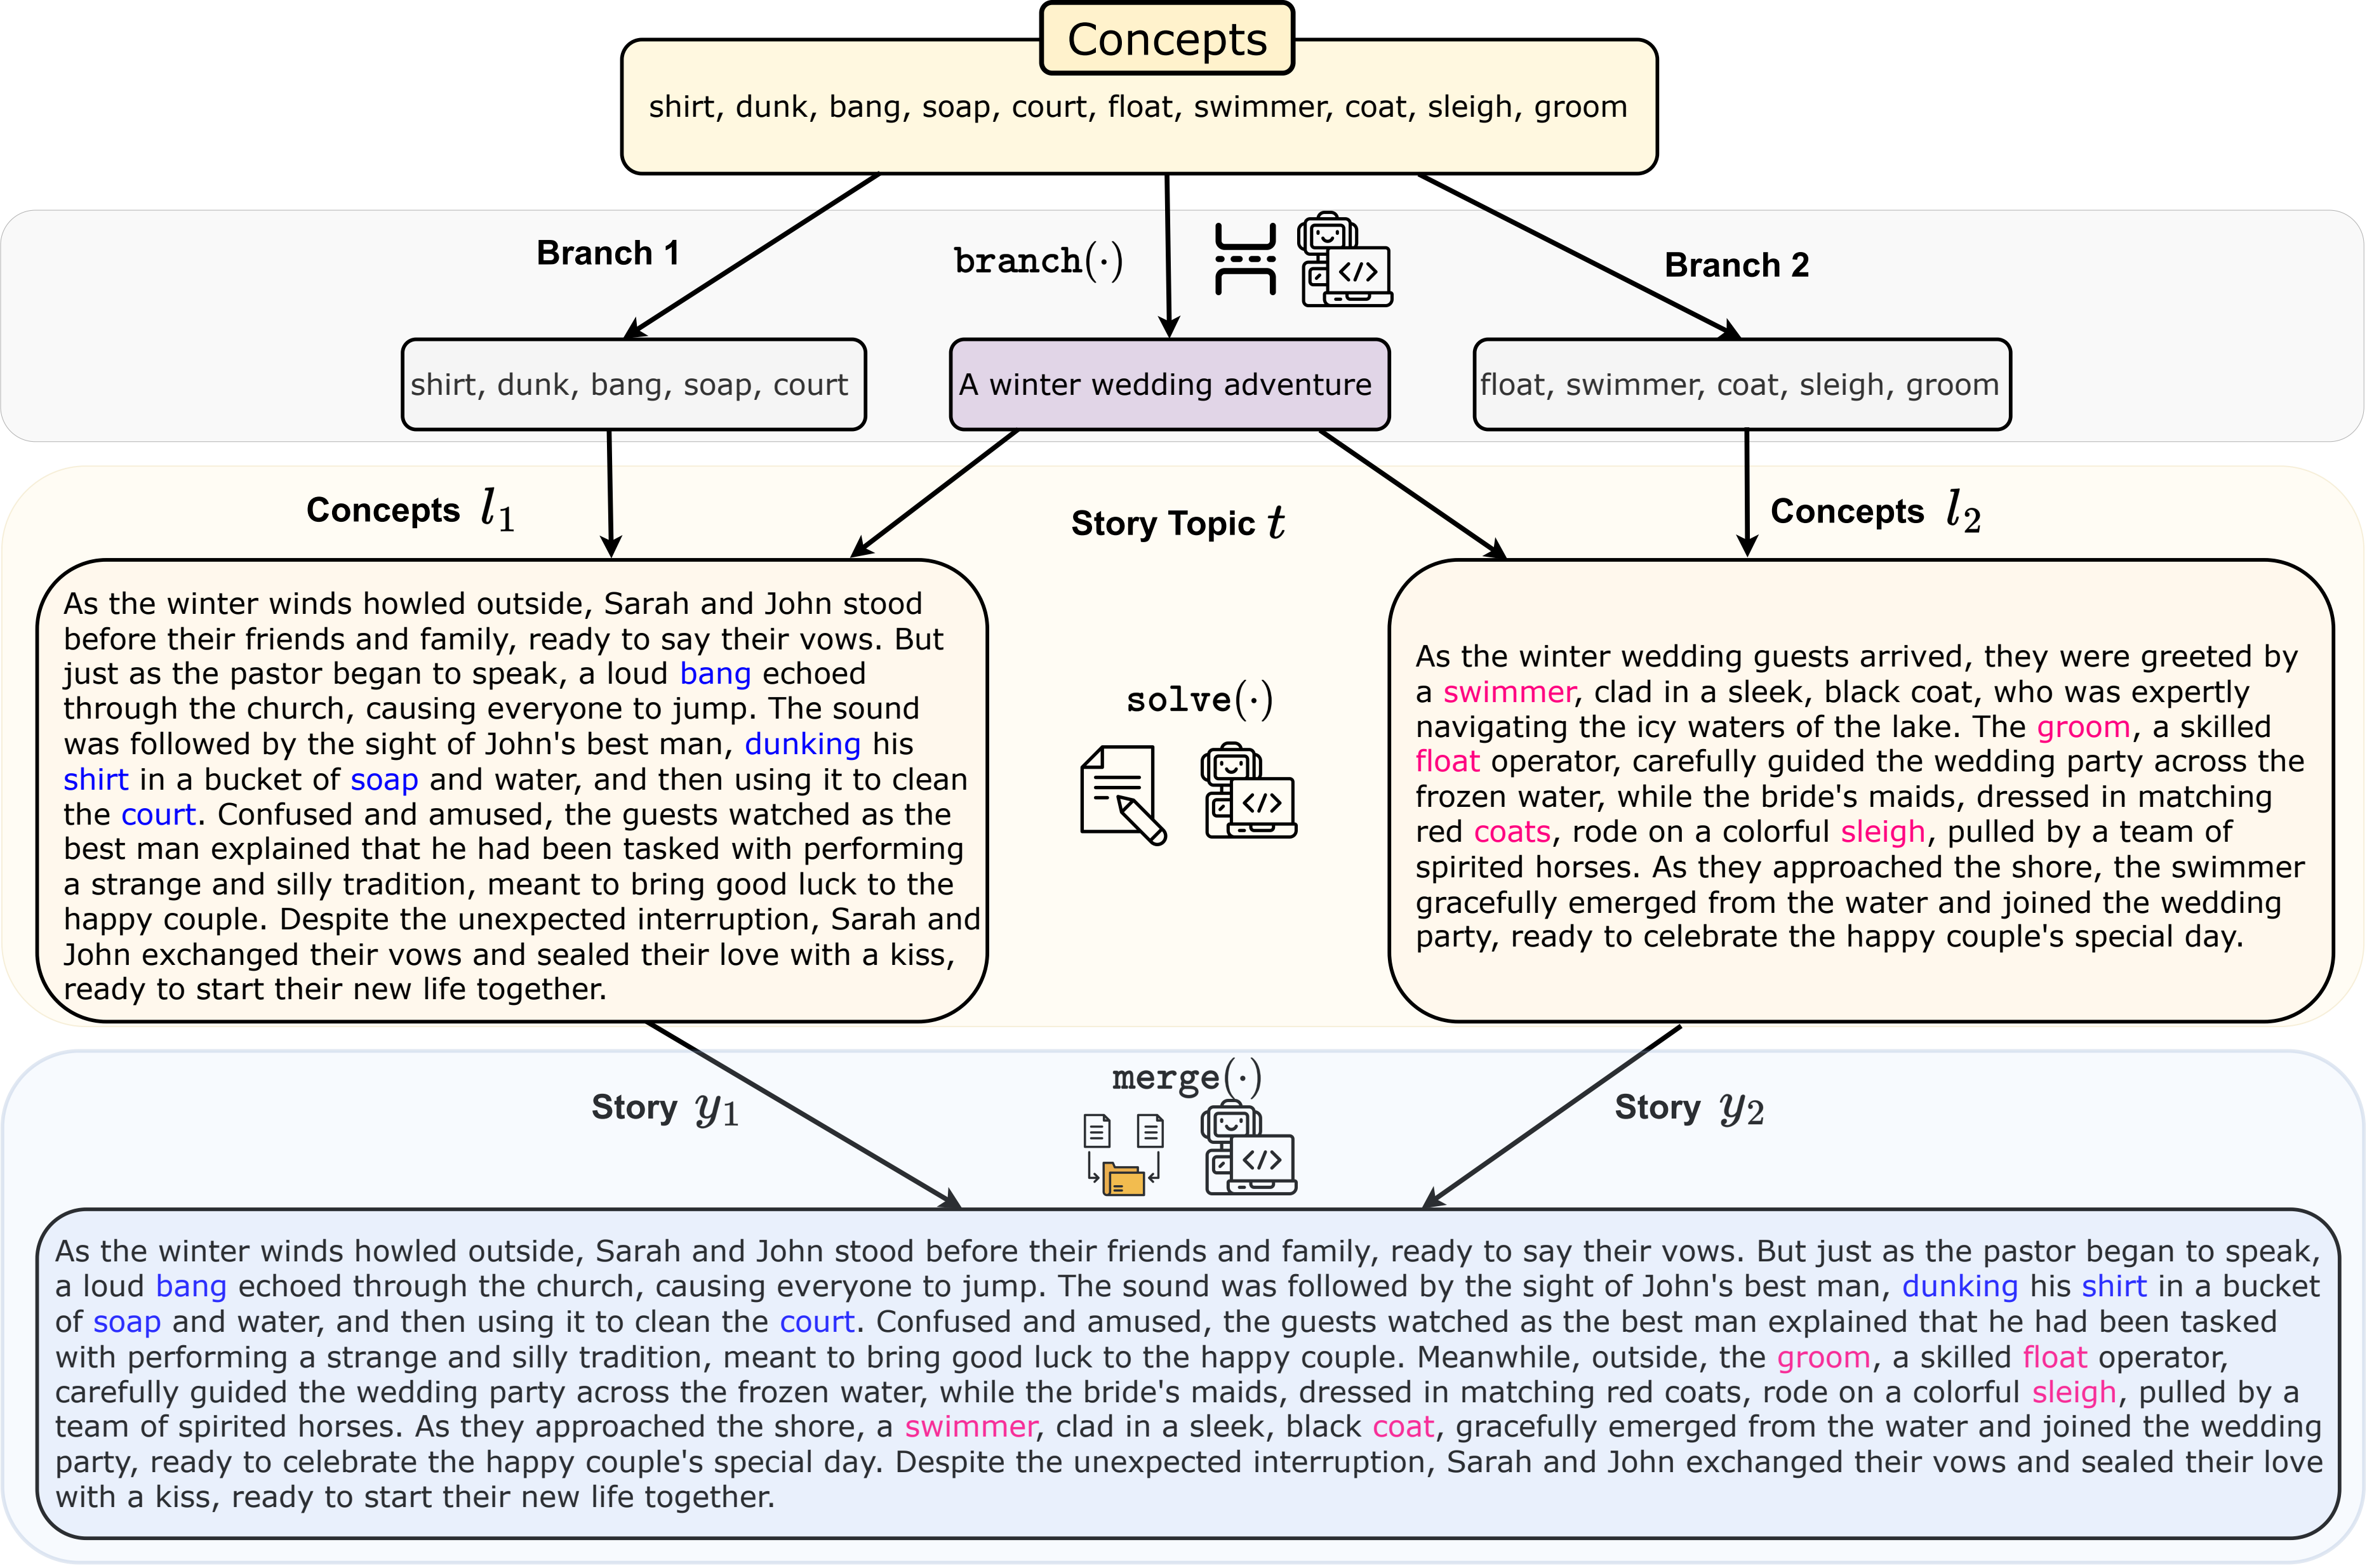 Concepts
shirt, dunk, bang, soap, court, float, swimmer, coat, sleigh, groom
Branch 1
branch(·)
</>
Branch 2
shirt, dunk, bang, soap, court
A winter wedding adventure
float, swimmer, coat, sleigh, groom
Concepts l₁
Story Topic t
Concepts l₂
As the winter winds howled outside, Sarah and John stood
before their friends and family, ready to say their vows. But
just as the pastor began to speak, a loud bang echoed
through the church, causing everyone to jump. The sound
was followed by the sight of John's best man, dunking his
shirt in a bucket of soap and water, and then using it to clean
the court. Confused and amused, the guests watched as the
best man explained that he had been tasked with performing
a strange and silly tradition, meant to bring good luck to the
happy couple. Despite the unexpected interruption, Sarah and
John exchanged their vows and sealed their love with a kiss,
ready to start their new life together.
solve(·)
</>
As the winter wedding guests arrived, they were greeted by
a swimmer, clad in a sleek, black coat, who was expertly
navigating the icy waters of the lake. The groom, a skilled
float operator, carefully guided the wedding party across the
frozen water, while the bride's maids, dressed in matching
red coats, rode on a colorful sleigh, pulled by a team of
spirited horses. As they approached the shore, the swimmer
gracefully emerged from the water and joined the wedding
party, ready to celebrate the happy couple's special day.
Story y₁
merge(·)
</>
Story y₂
As the winter winds howled outside, Sarah and John stood before their friends and family, ready to say their vows. But just as the pastor began to speak,
a loud bang echoed through the church, causing everyone to jump. The sound was followed by the sight of John's best man, dunking his shirt in a bucket
of soap and water, and then using it to clean the court. Confused and amused, the guests watched as the best man explained that he had been tasked
with performing a strange and silly tradition, meant to bring good luck to the happy couple. Meanwhile, outside, the groom, a skilled float operator,
carefully guided the wedding party across the frozen water, while the bride's maids, dressed in matching red coats, rode on a colorful sleigh, pulled by a
team of spirited horses. As they approached the shore, a swimmer, clad in a sleek, black coat, gracefully emerged from the water and joined the wedding
party, ready to celebrate the happy couple's special day. Despite the unexpected interruption, Sarah and John exchanged their vows and sealed their love
with a kiss, ready to start their new life together.